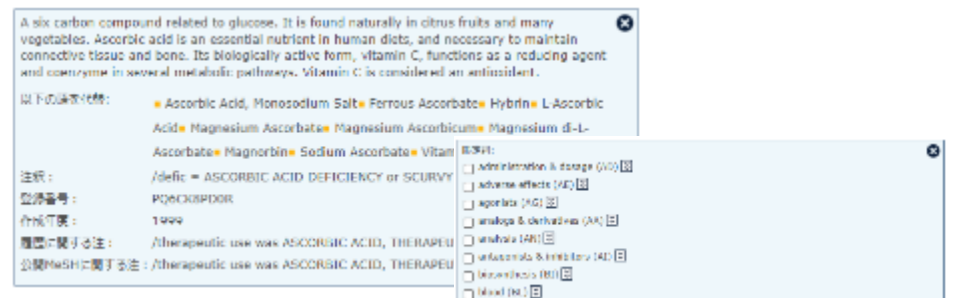 A six carbon compound related to glucose. It is found naturally in citrus fruits and many
vegetables. Ascorbic acid is an essential nutrient in human diets, and necessary to maintain
connective tissue and bone. Its biologically active form, vitamin C, functions as a reducing agent
and coenzyme in several metabolic pathways. Vitamin C is considered an antioxidant.
以下の語を代替:
Ascorbic Acid, Monosodium Salt Ferrous Ascorbate Hybrin L-Ascorbic
Acid Magnesium Ascorbate Magnesium Ascorbicum Magnesium di-L-
Ascorbate Magnorbin Sodium Ascorbate Vitam
注釈: /defic = ASCORBIC ACID DEFICIENCY or SCURVY
登録番号: PQ6CK8PD0R
作成年度: 1999
履歴に関する注: /therapeutic use was ASCORBIC ACID, THERAPEU
公開MeSHに関する注: /therapeutic use was ASCORBIC ACID, THERAPEU
administration & dosage (AD)
adverse effects (AE)
agonists (AG)
analogs & derivatives (AA)
analysis (AN)
antagonists & inhibitors (AI)
biosynthesis (BI)
blood (BL)